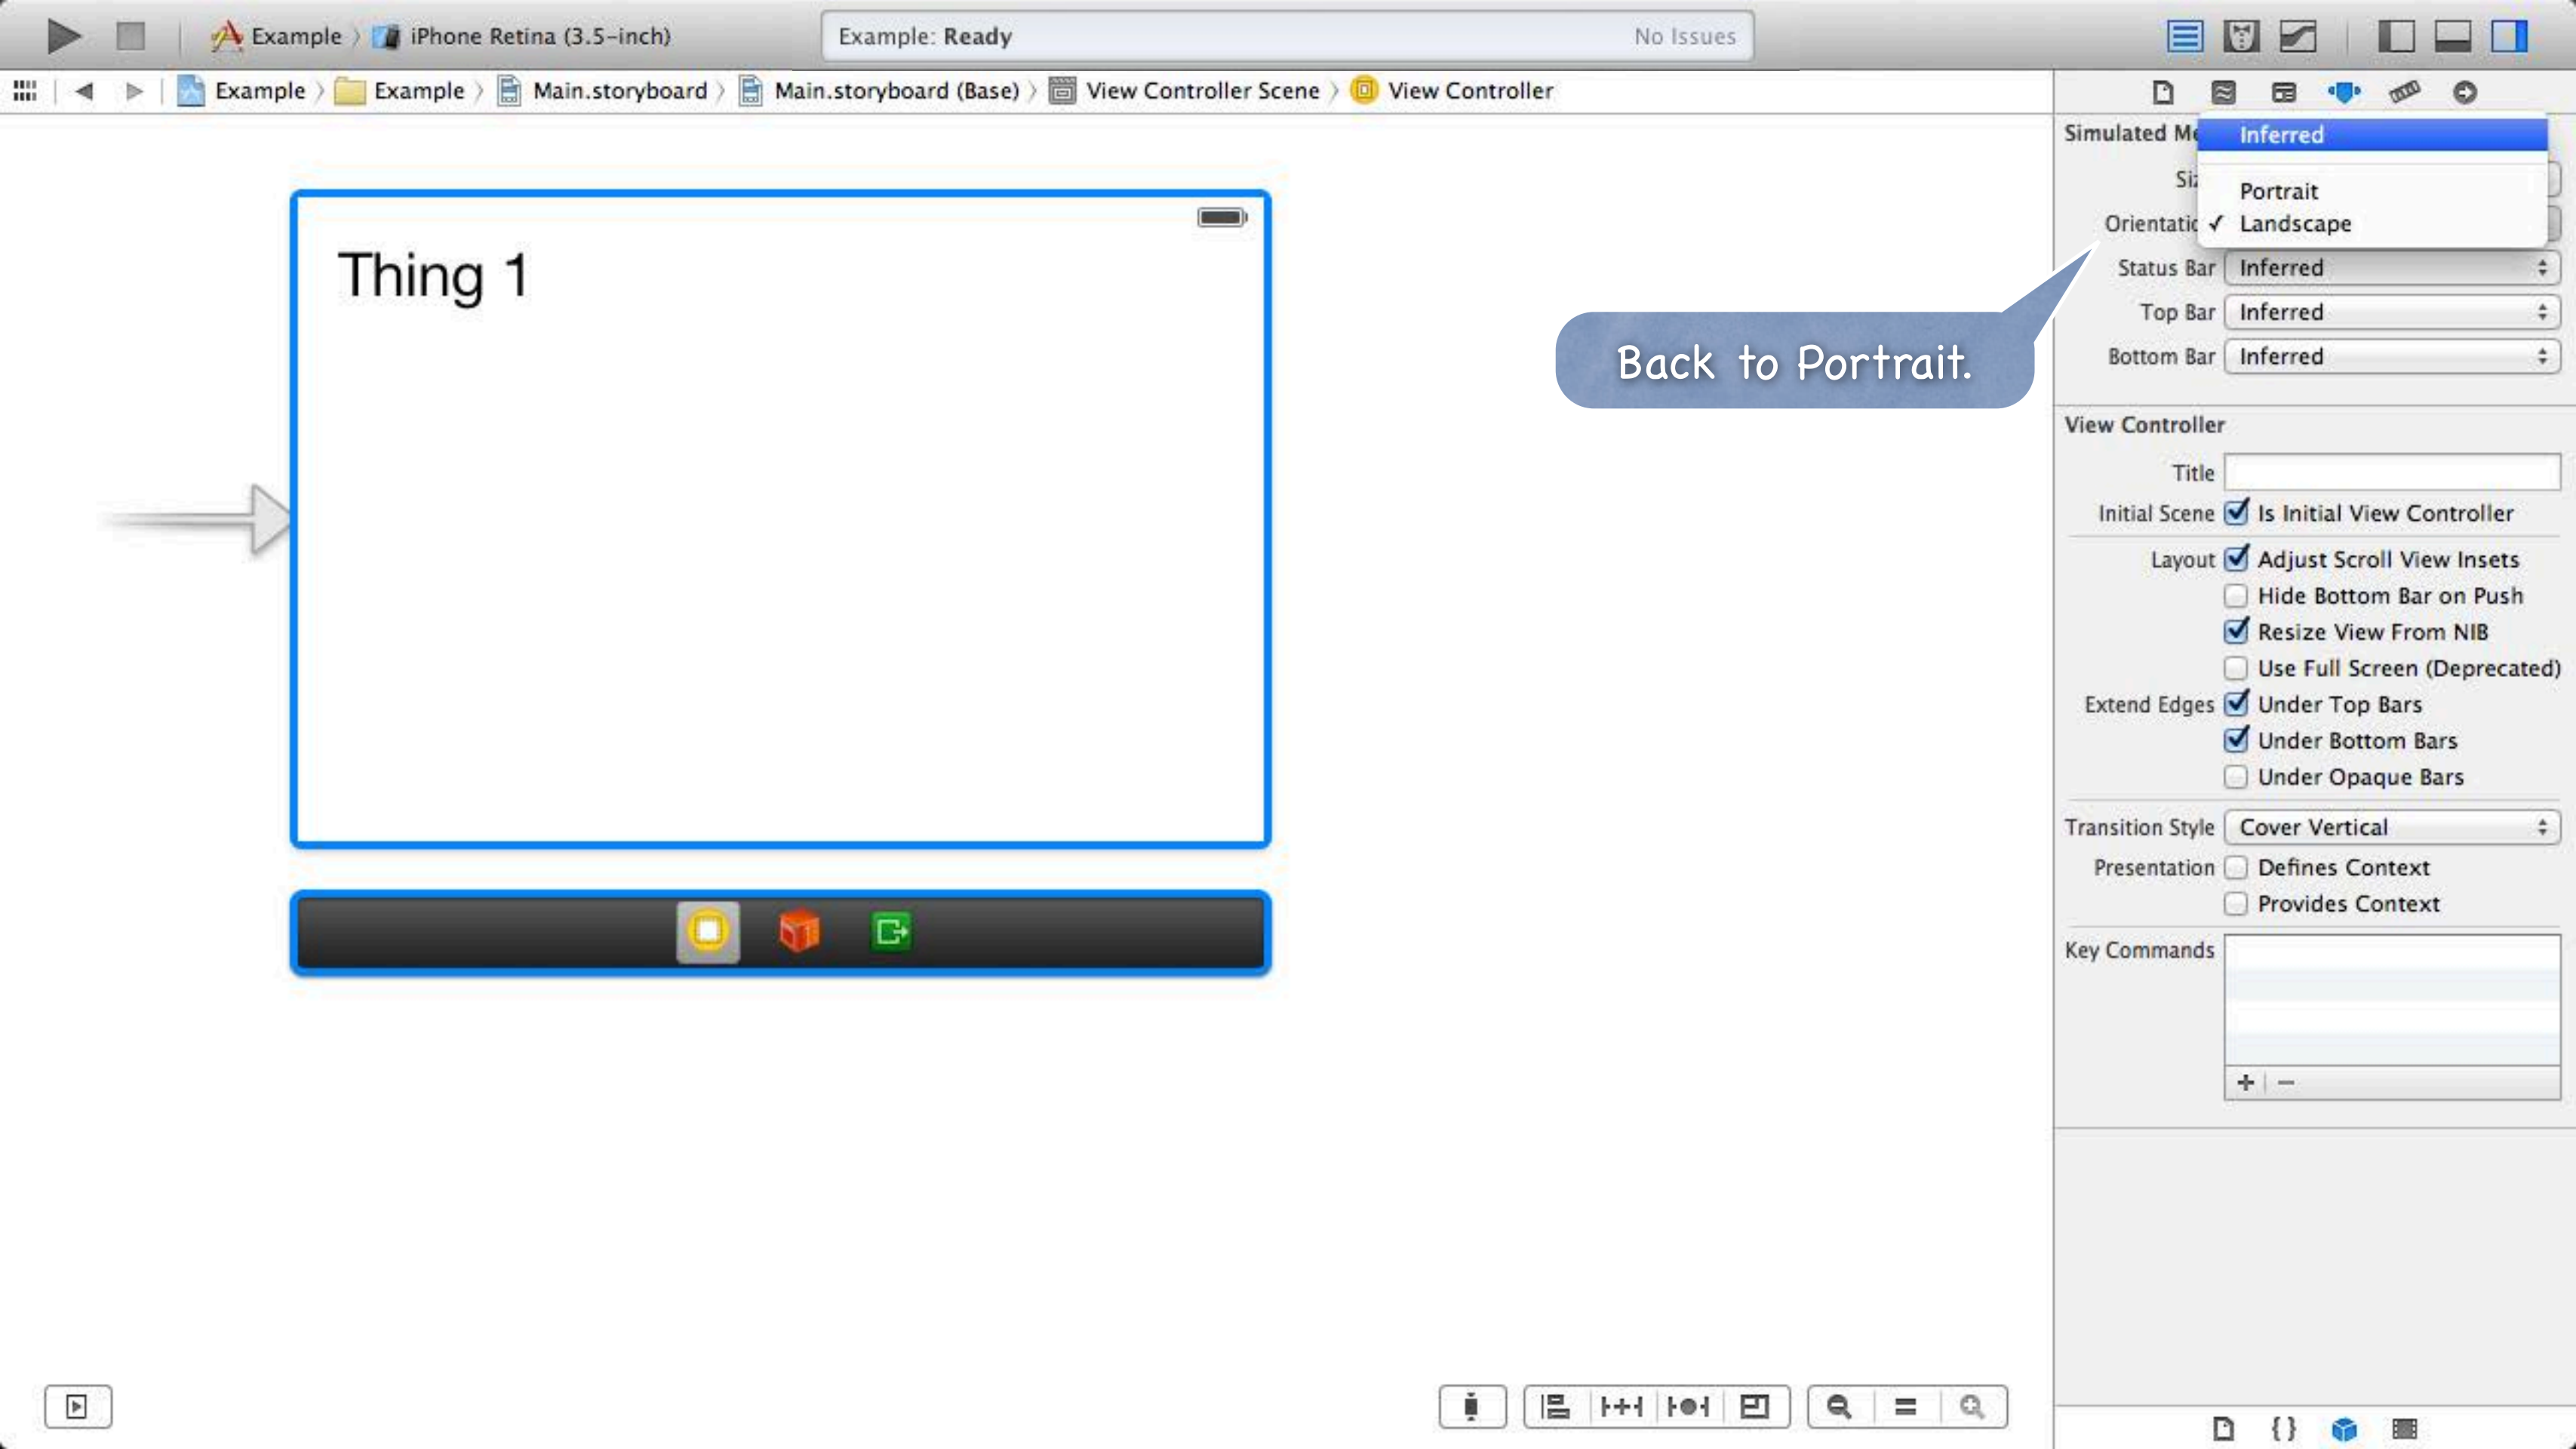 Example iPhone Retina (3.5-inch) Example: Ready No Issues
Example Example Main.storyboard Main.storyboard (Base) View Controller Scene View Controller
Thing 1
Back to Portrait.
Simulated Me
Inferred
Portrait
Orientatio ✓ Landscape
Status Bar Inferred
Top Bar Inferred
Bottom Bar Inferred
View Controller
Title
Initial Scene Is Initial View Controller
Layout Adjust Scroll View Insets
Hide Bottom Bar on Push
Resize View From NIB
Use Full Screen (Deprecated)
Extend Edges Under Top Bars
Under Bottom Bars
Under Opaque Bars
Transition Style Cover Vertical
Presentation Defines Context
Provides Context
Key Commands